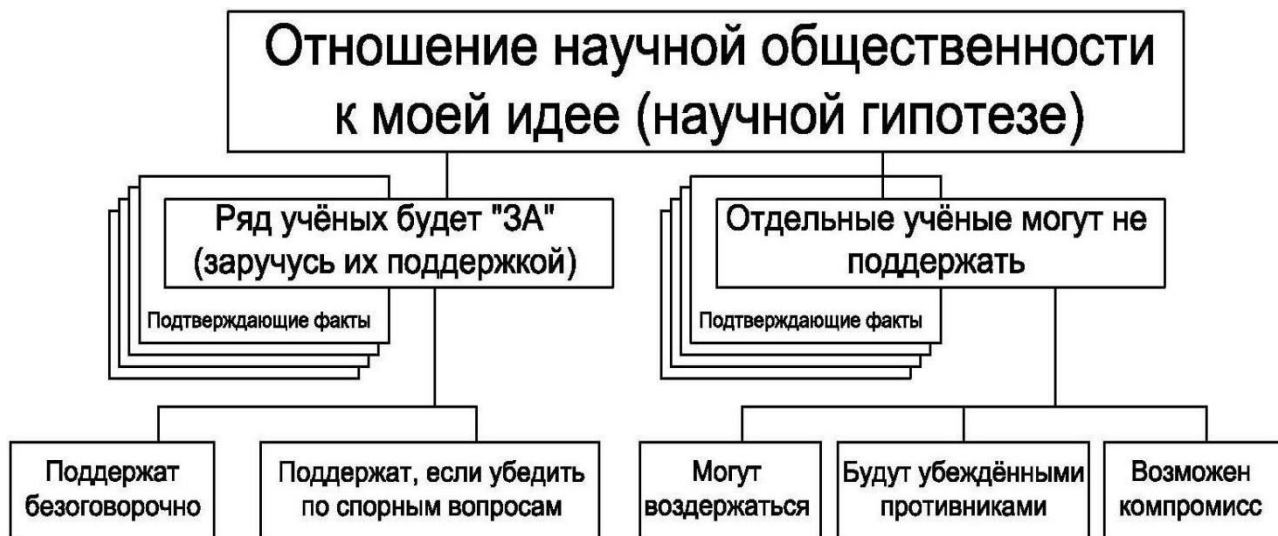 Отношение научной общественности
к моей идее (научной гипотезе)
Ряд учёных будет "ЗА"
(заручусь их поддержкой)
Подтверждающие факты
Отдельные учёные могут не
поддержать
Подтверждающие факты
Поддержат
безоговорочно
Поддержат, если убедить
по спорным вопросам
Могут
воздержаться
Будут убеждёнными
противниками
Возможен
компромисс